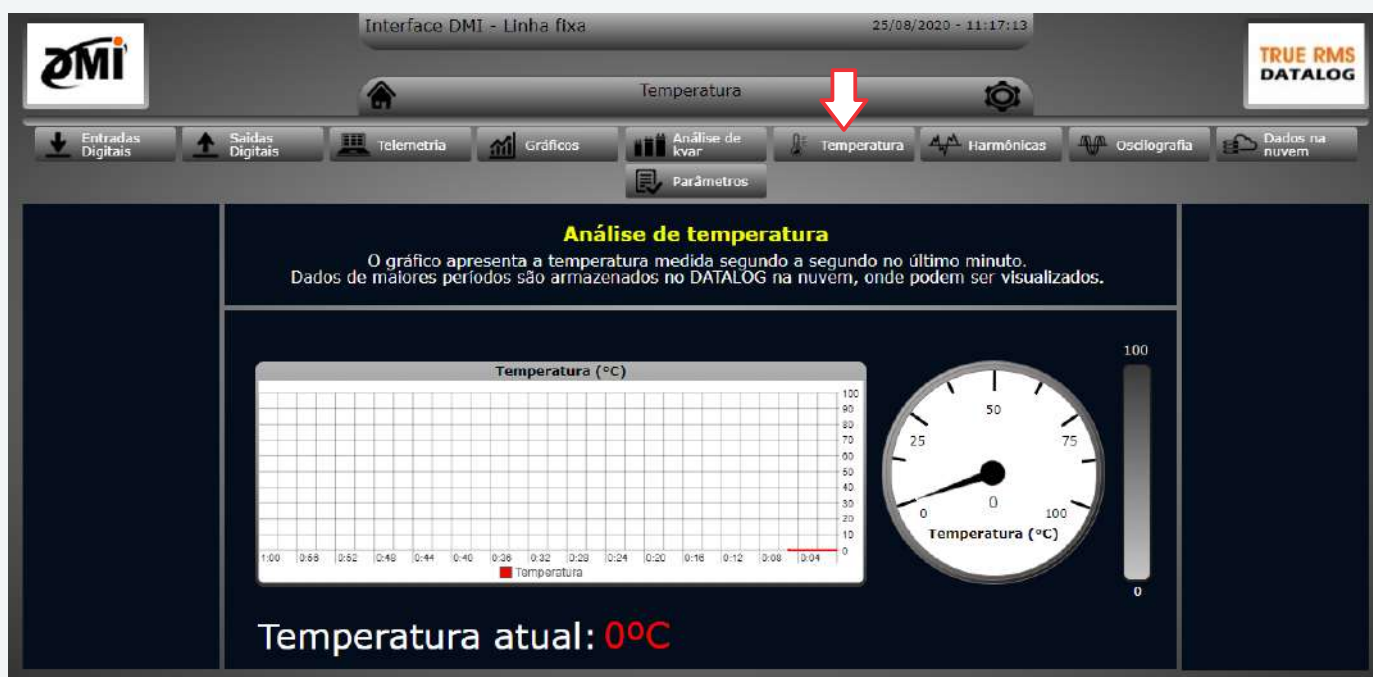 Interface DMI - Linha fixa
25/08/2020 - 11:17:13
DMI
TRUE RMS
DATALOG
Temperatura
Entradas
Digitais
Saídas
Digitais
Telemetria
Gráficos
Análise de
kvar
Temperatura
Harmônicas
Oscilografia
Dados na
nuvem
Parâmetros
Análise de temperatura
O gráfico apresenta a temperatura medida segundo a segundo no último minuto.
Dados de maiores períodos são armazenados no DATALOG na nuvem, onde podem ser visualizados.
Temperatura (°C)
100
90
80
70
60
50
40
30
20
10
0
1:00 0:56 0:52 0:48 0:44 0:40 0:36 0:32 0:28 0:24 0:20 0:16 0:12 0:08 0:04
Temperatura
50
25
75
0
0
100
Temperatura (°C)
100
0
Temperatura atual: 0ºC